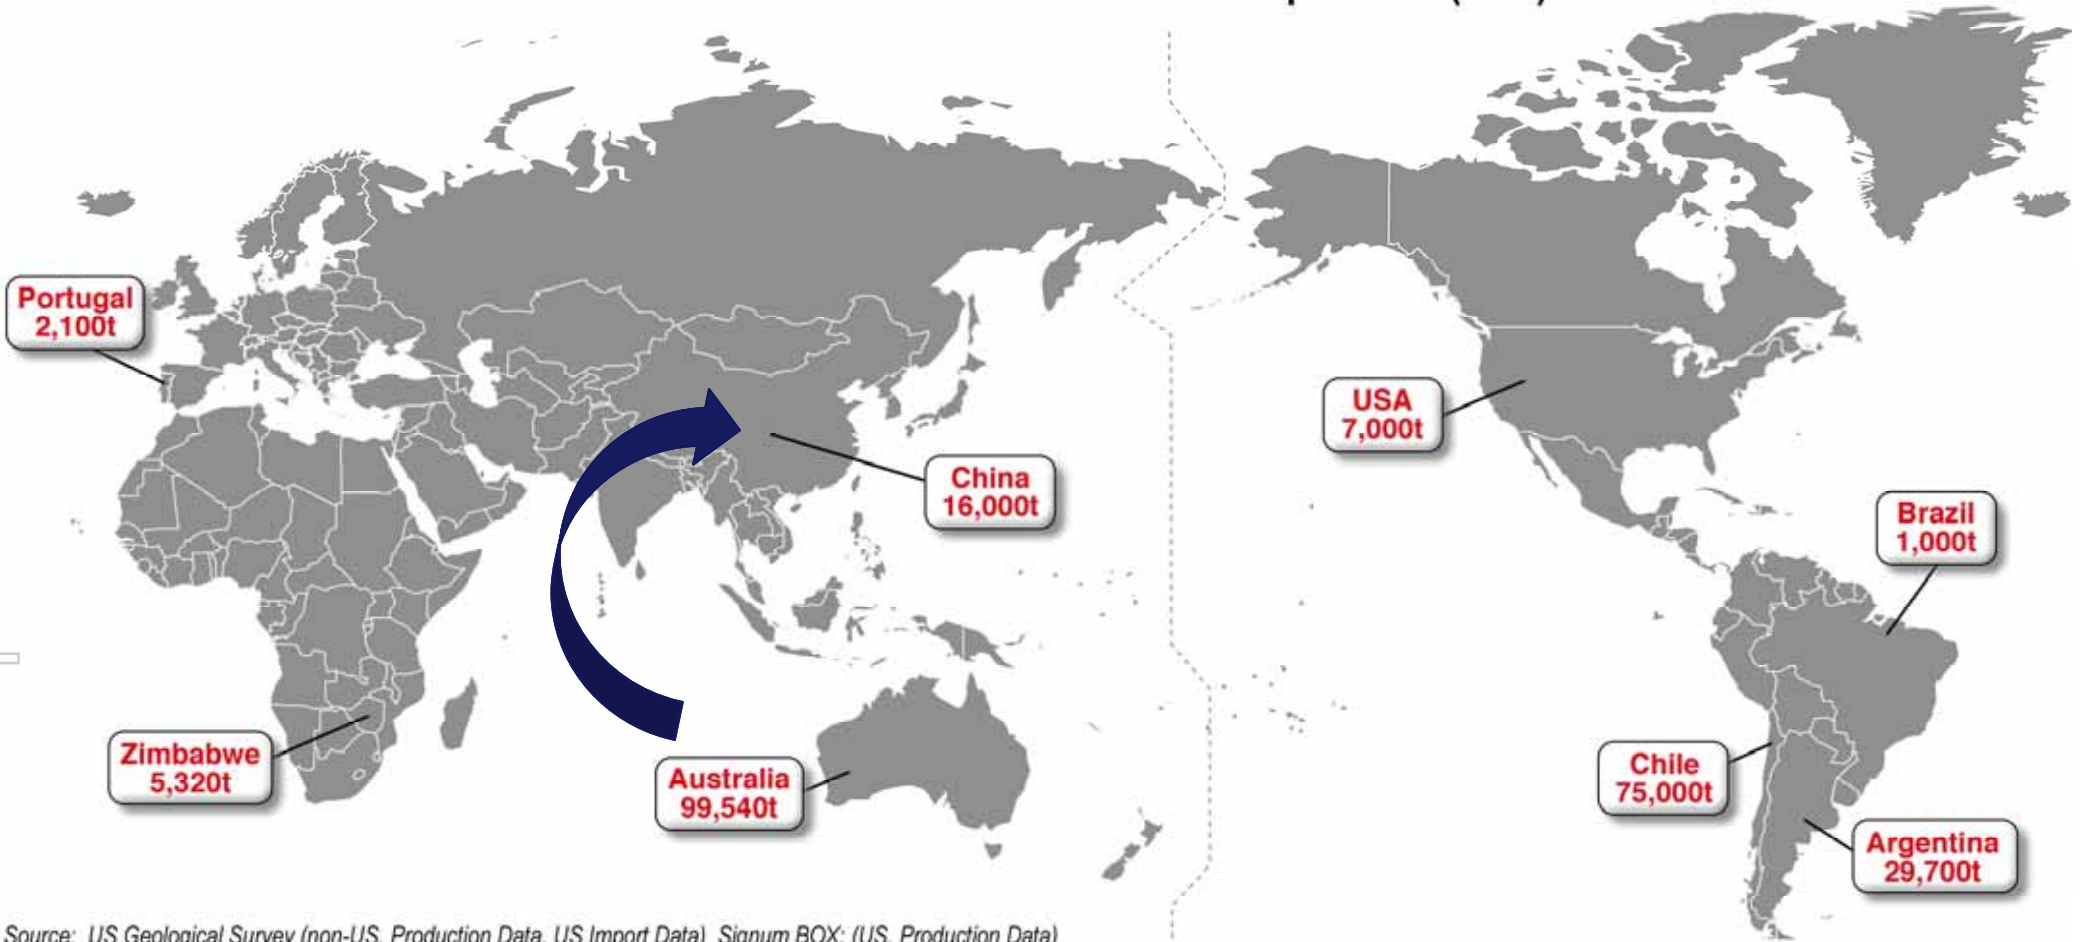 Portugal
2,100t
USA
7,000t
China
16,000t
Brazil
1,000t
Zimbabwe
5,320t
Australia
99,540t
Chile
75,000t
Argentina
29,700t
Source: US Geological Survey (non-US, Production Data, US Import Data) Signum BOX: (US, Production Data)